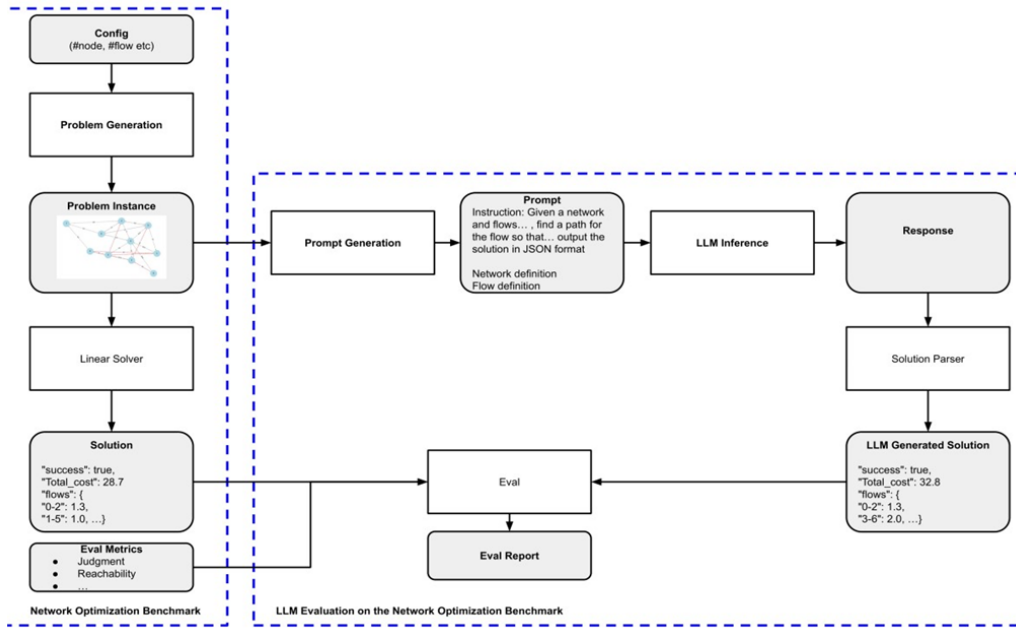 Config
(#node, #flow etc)
Problem Generation
Problem Instance
Linear Solver
Solution
"success": true,
"Total_cost": 28.7
"flows": {
"0-2": 1.3,
"1-5": 1.0, …}
Eval Metrics
● Judgment
● Reachability
● …
Network Optimization Benchmark
Prompt Generation
Prompt
Instruction: Given a network
and flows… , find a path for
the flow so that… output the
solution in JSON format
Network definition
Flow definition
LLM Inference
Response
Solution Parser
LLM Generated Solution
"success": true,
"Total_cost": 32.8
"flows": {
"0-2": 1.3,
"3-6": 2.0, …}
Eval
Eval Report
LLM Evaluation on the Network Optimization Benchmark